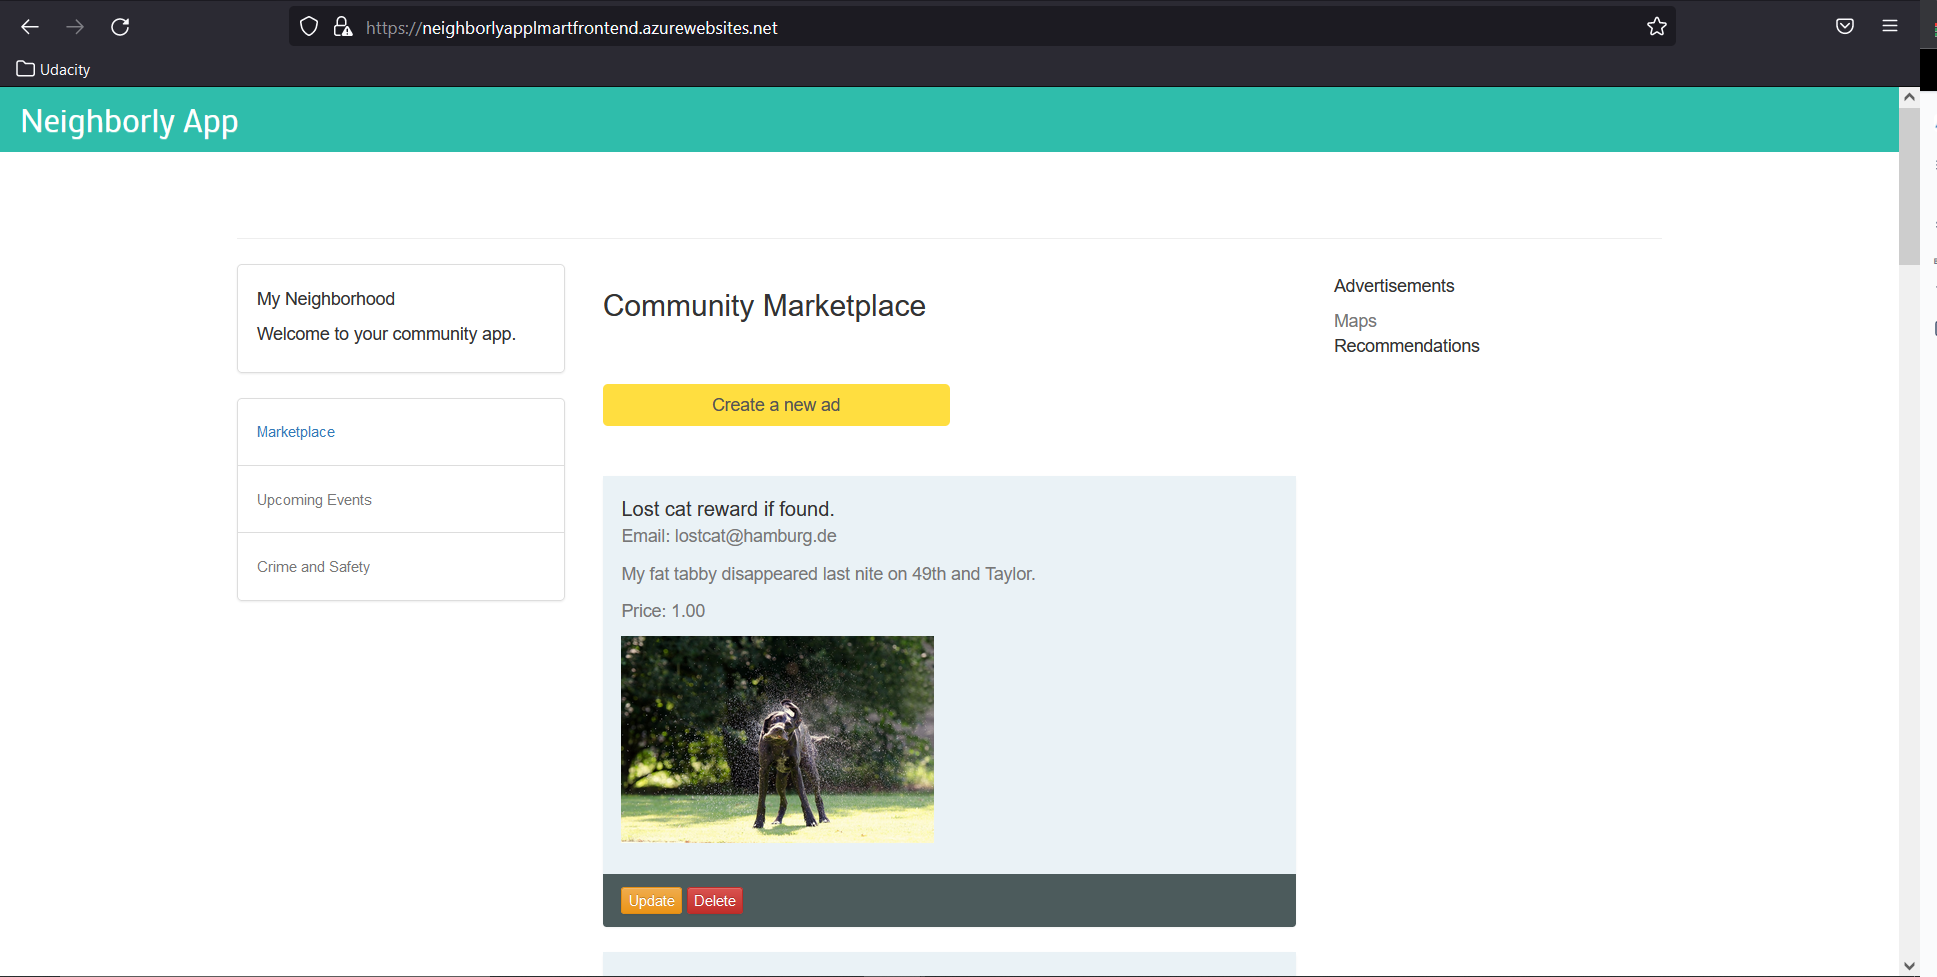 https://neighborlyapplmartfrontend.azurewebsites.net
Udacity
Neighborly App
My Neighborhood
Welcome to your community app.
Marketplace
Upcoming Events
Crime and Safety
Community Marketplace
Create a new ad
Lost cat reward if found.
Email: lostcat@hamburg.de
My fat tabby disappeared last nite on 49th and Taylor.
Price: 1.00
Update Delete
Advertisements
Maps
Recommendations